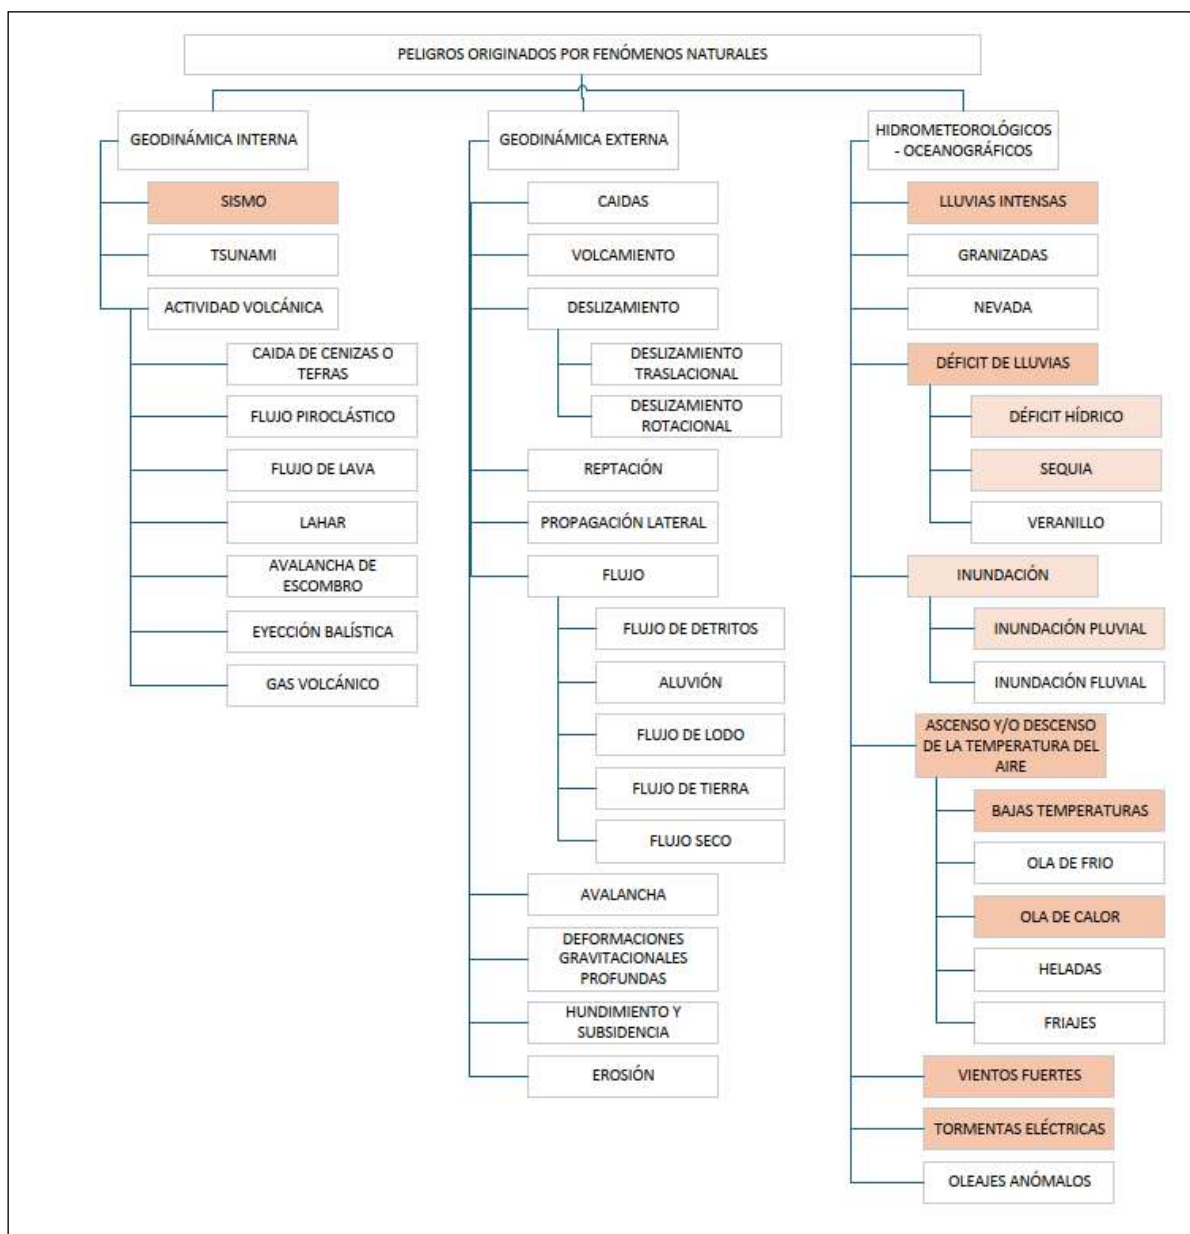 PELIGROS ORIGINADOS POR FENÓMENOS NATURALES
GEODINÁMICA INTERNA
SISMO
TSUNAMI
ACTIVIDAD VOLCÁNICA
CAIDA DE CENIZAS O
TEFRAS
FLUJO PIROCLÁSTICO
FLUJO DE LAVA
LAHAR
AVALANCHA DE
ESCOMBRO
EYECCIÓN BALÍSTICA
GAS VOLCÁNICO
GEODINÁMICA EXTERNA
CAIDAS
VOLCAMIENTO
DESLIZAMIENTO
DESLIZAMIENTO
TRASLACIONAL
DESLIZAMIENTO
ROTACIONAL
REPTACIÓN
PROPAGACIÓN LATERAL
FLUJO
FLUJO DE DETRITOS
ALUVIÓN
FLUJO DE LODO
FLUJO DE TIERRA
FLUJO SECO
AVALANCHA
DEFORMACIONES
GRAVITACIONALES
PROFUNDAS
HUNDIMIENTO Y
SUBSIDENCIA
EROSIÓN
HIDROMETEOROLÓGICOS
- OCEANOGRÁFICOS
LLUVIAS INTENSAS
GRANIZADAS
NEVADA
DÉFICIT DE LLUVIAS
DÉFICIT HÍDRICO
SEQUIA
VERANILLO
INUNDACIÓN
INUNDACIÓN PLUVIAL
INUNDACIÓN FLUVIAL
ASCENSO Y/O DESCENSO
DE LA TEMPERATURA DEL
AIRE
BAJAS TEMPERATURAS
OLA DE FRIO
OLA DE CALOR
HELADAS
FRIAJES
VIENTOS FUERTES
TORMENTAS ELÉCTRICAS
OLEAJES ANÓMALOS